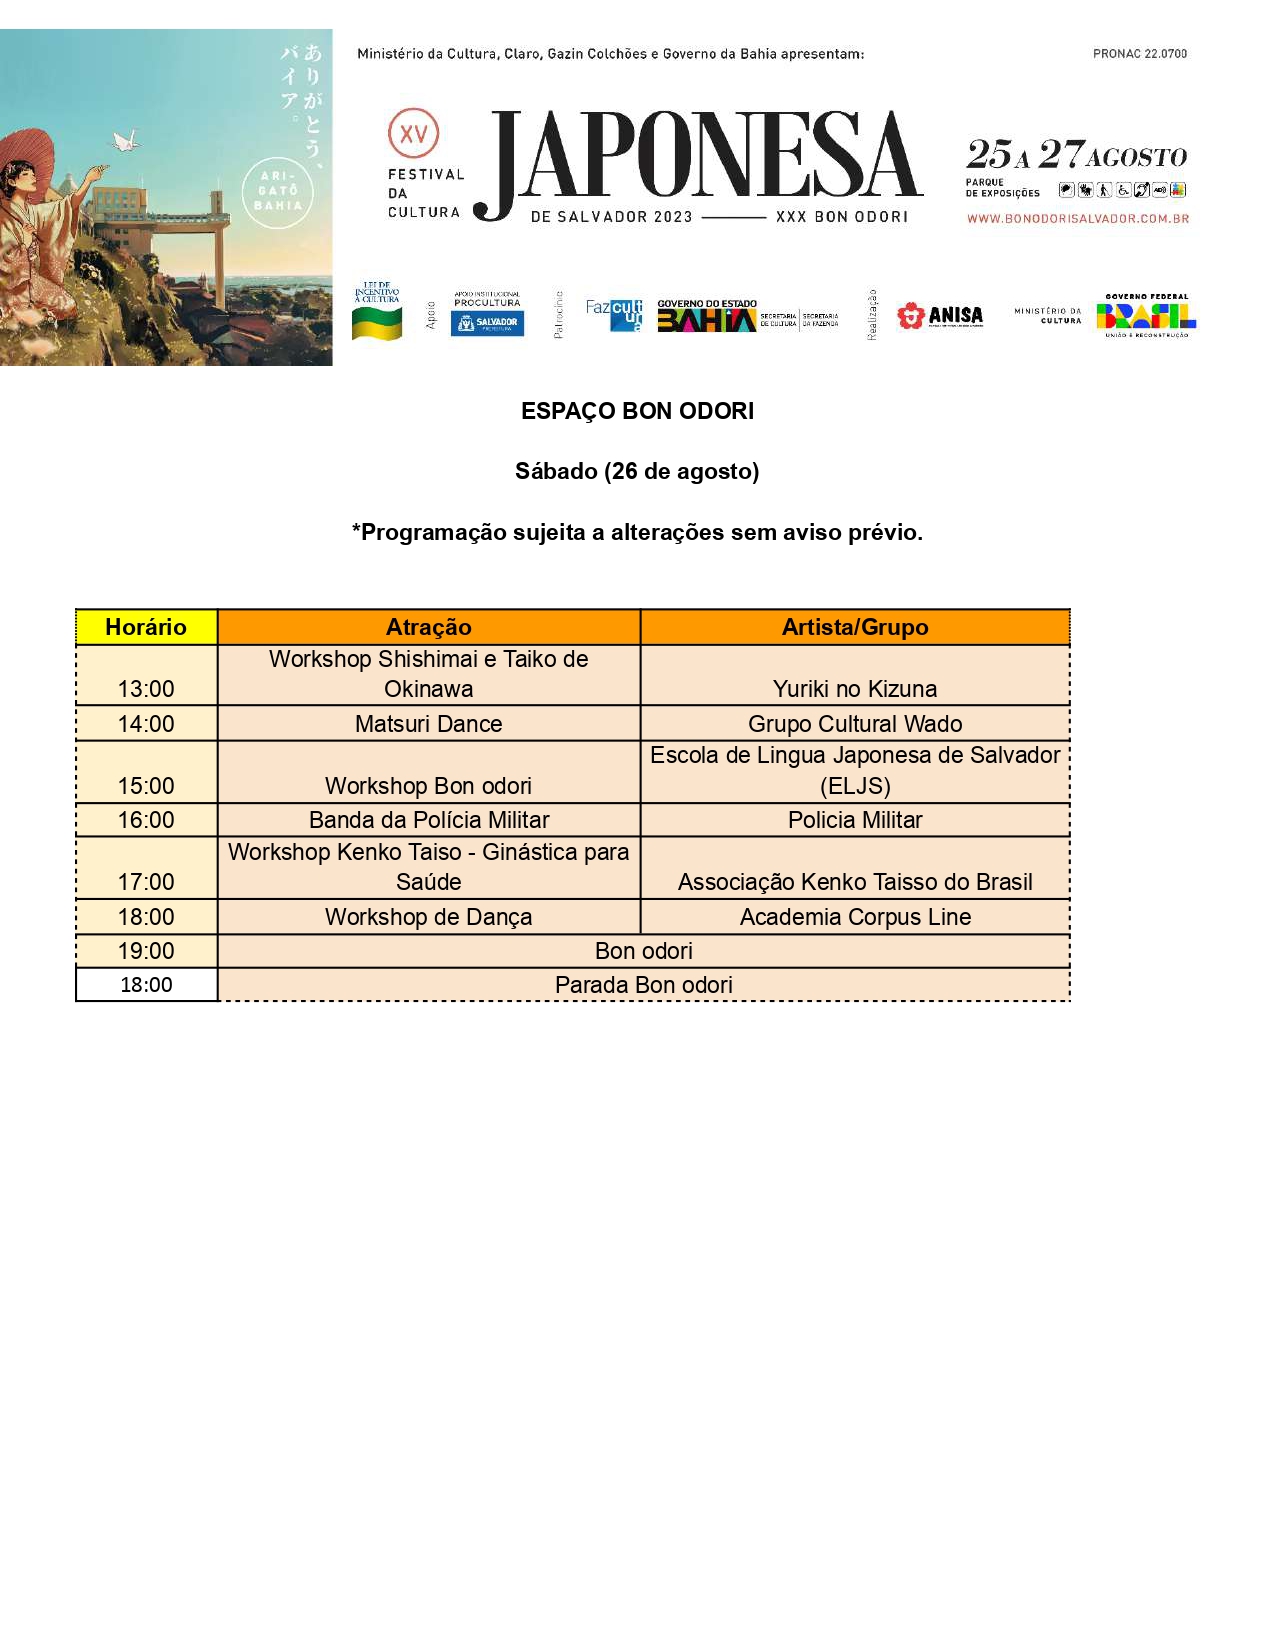 あありがとう、
バイア。
ARI-
GATÔ
BAHIA
Ministério da Cultura, Claro, Gazin Colchões e Governo da Bahia apresentam:
PRONAC 22.0700
XV
FESTIVAL
DA
CULTURA
JAPONESA
DE SALVADOR 2023 XXX BON ODORI
25 A 27 AGOSTO
PARQUE
DE EXPOSIÇÕES
WWW.BONODORISALVADOR.COM.BR
LEI DE
INCENTIVO
À CULTURA
Apoio
APOIO INSTITUCIONAL
PROCULTURA
SALVADOR
PREFEITURA
Patrocínio
Fazcultura
GOVERNO DO ESTADO
BAHIA
SECRETARIA
DE CULTURA
SECRETARIA
DA FAZENDA
Realização
ANISA
MINISTÉRIO DA
CULTURA
GOVERNO FEDERAL
BRASIL
UNIÃO E RECONSTRUÇÃO
ESPAÇO BON ODORI
Sábado (26 de agosto)
*Programação sujeita a alterações sem aviso prévio.
Horário Atração Artista/Grupo
13:00 Workshop Shishimai e Taiko de
Okinawa Yuriki no Kizuna
14:00 Matsuri Dance Grupo Cultural Wado
15:00 Workshop Bon odori Escola de Lingua Japonesa de Salvador
(ELJS)
16:00 Banda da Polícia Militar Policia Militar
17:00 Workshop Kenko Taiso - Ginástica para
Saúde Associação Kenko Taisso do Brasil
18:00 Workshop de Dança Academia Corpus Line
19:00 Bon odori
18:00 Parada Bon odori